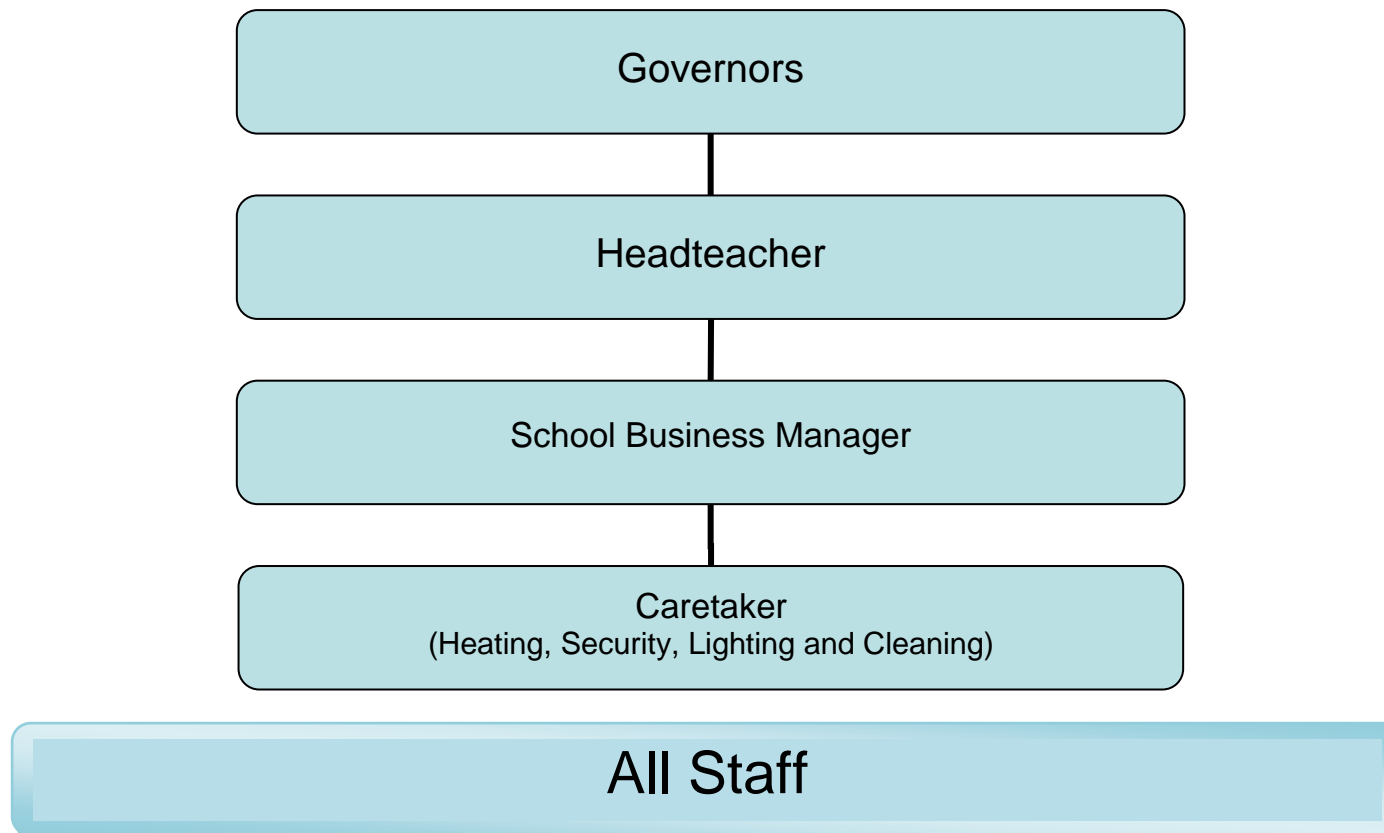 Governors
Headteacher
School Business Manager
Caretaker
(Heating, Security, Lighting and Cleaning)
All Staff